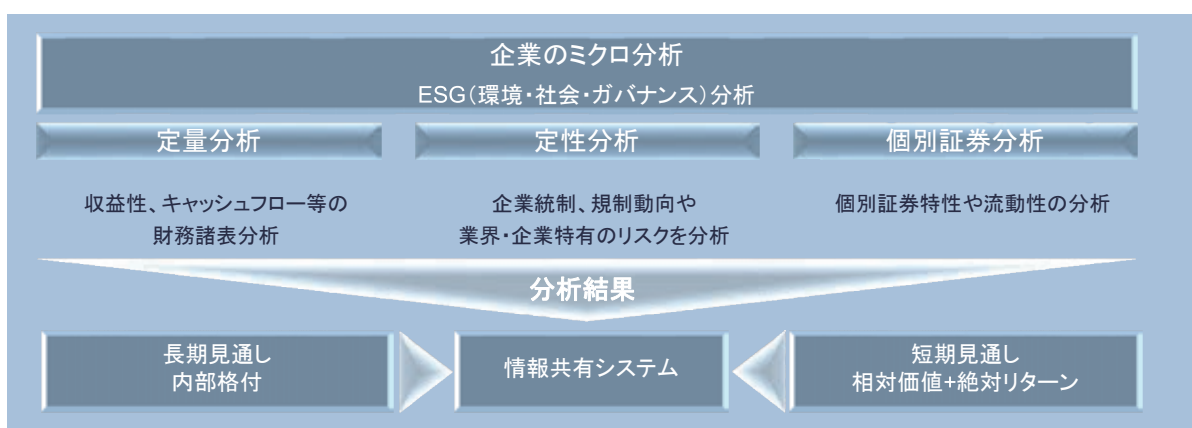 企業のミクロ分析
ESG(環境・社会・ガバナンス)分析
定量分析
定性分析
個別証券分析
収益性、キャッシュフロー等の
財務諸表分析
企業統制、規制動向や
業界・企業特有のリスクを分析
個別証券特性や流動性の分析
分析結果
長期見通し
内部格付
情報共有システム
短期見通し
相対価値+絶対リターン